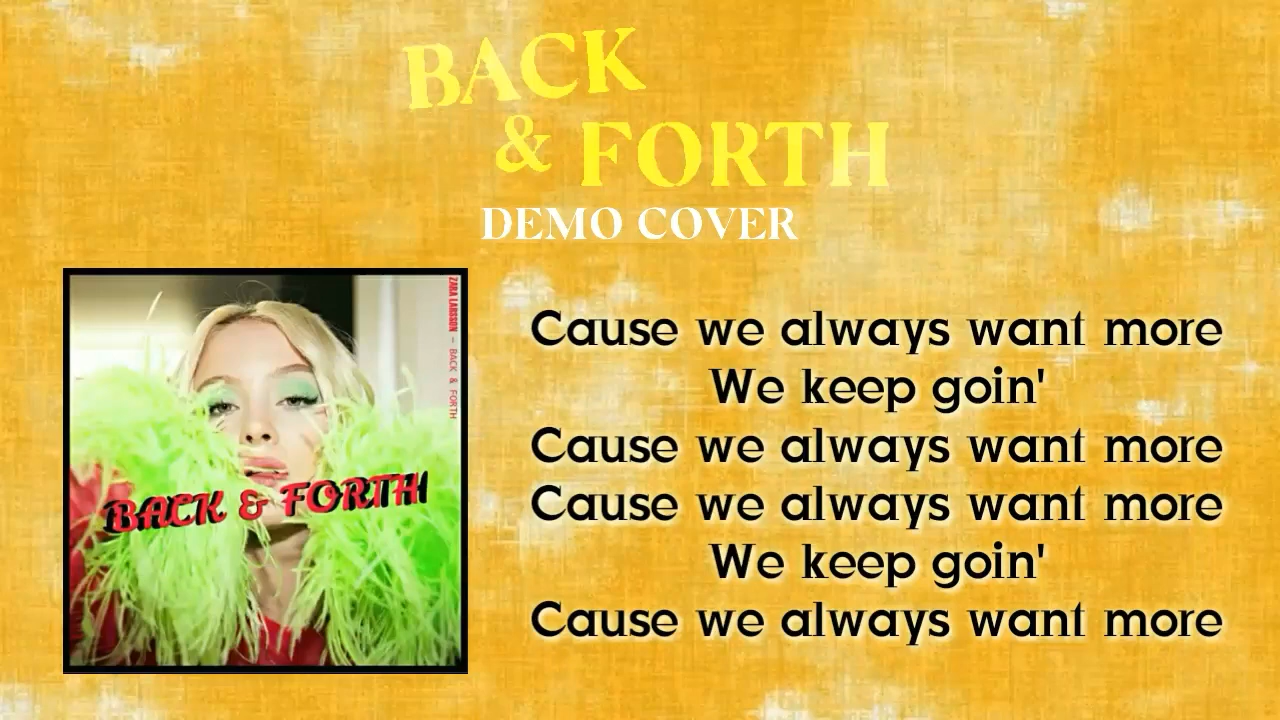 BACK
& FORTH
DEMO COVER
ZARA LARSSON – BACK & FORTH
BACK & FORTH
Cause we always want more
We keep goin'
Cause we always want more
Cause we always want more
We keep goin'
Cause we always want more